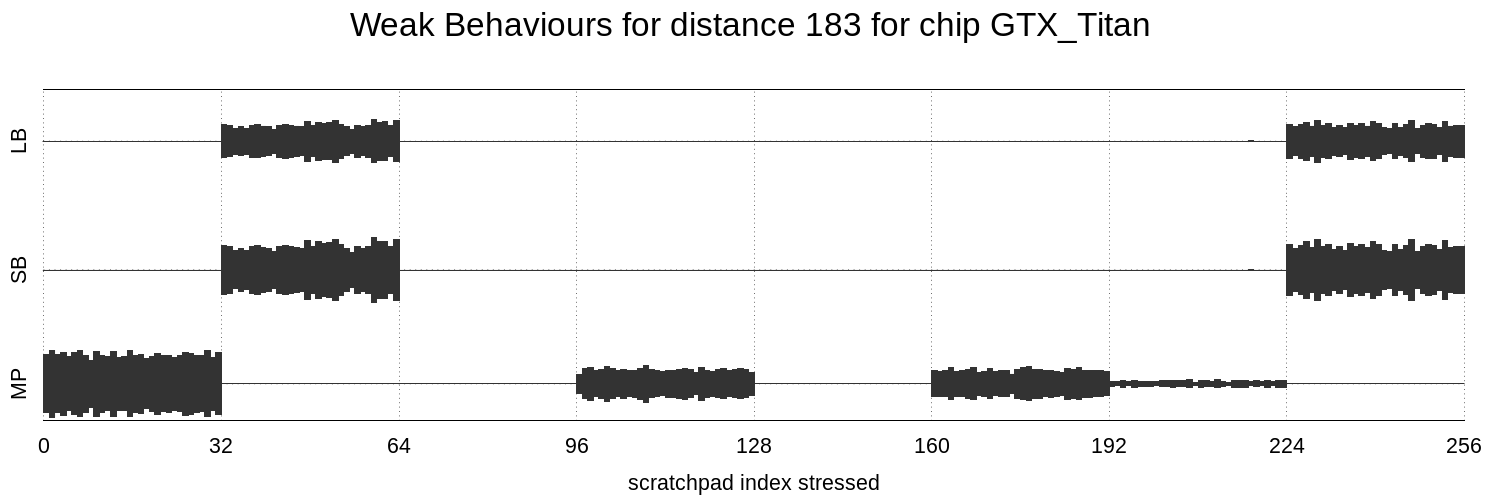 Weak Behaviours for distance 183 for chip GTX_Titan
LB
SB
MP
0 32 64 96 128 160 192 224 256
scratchpad index stressed